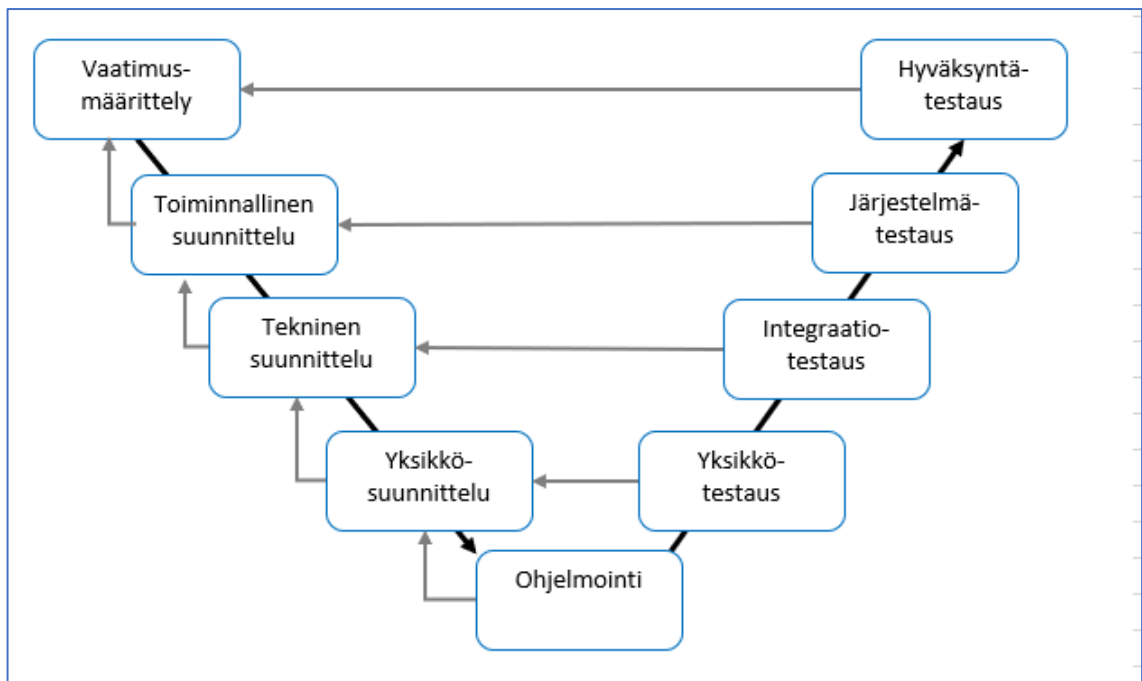 Vaatimus-
määrittely
Hyväksyntä-
testaus
Toiminnallinen
suunnittelu
Järjestelmä-
testaus
Tekninen
suunnittelu
Integraatio-
testaus
Yksikkö-
suunnittelu
Yksikkö-
testaus
Ohjelmointi